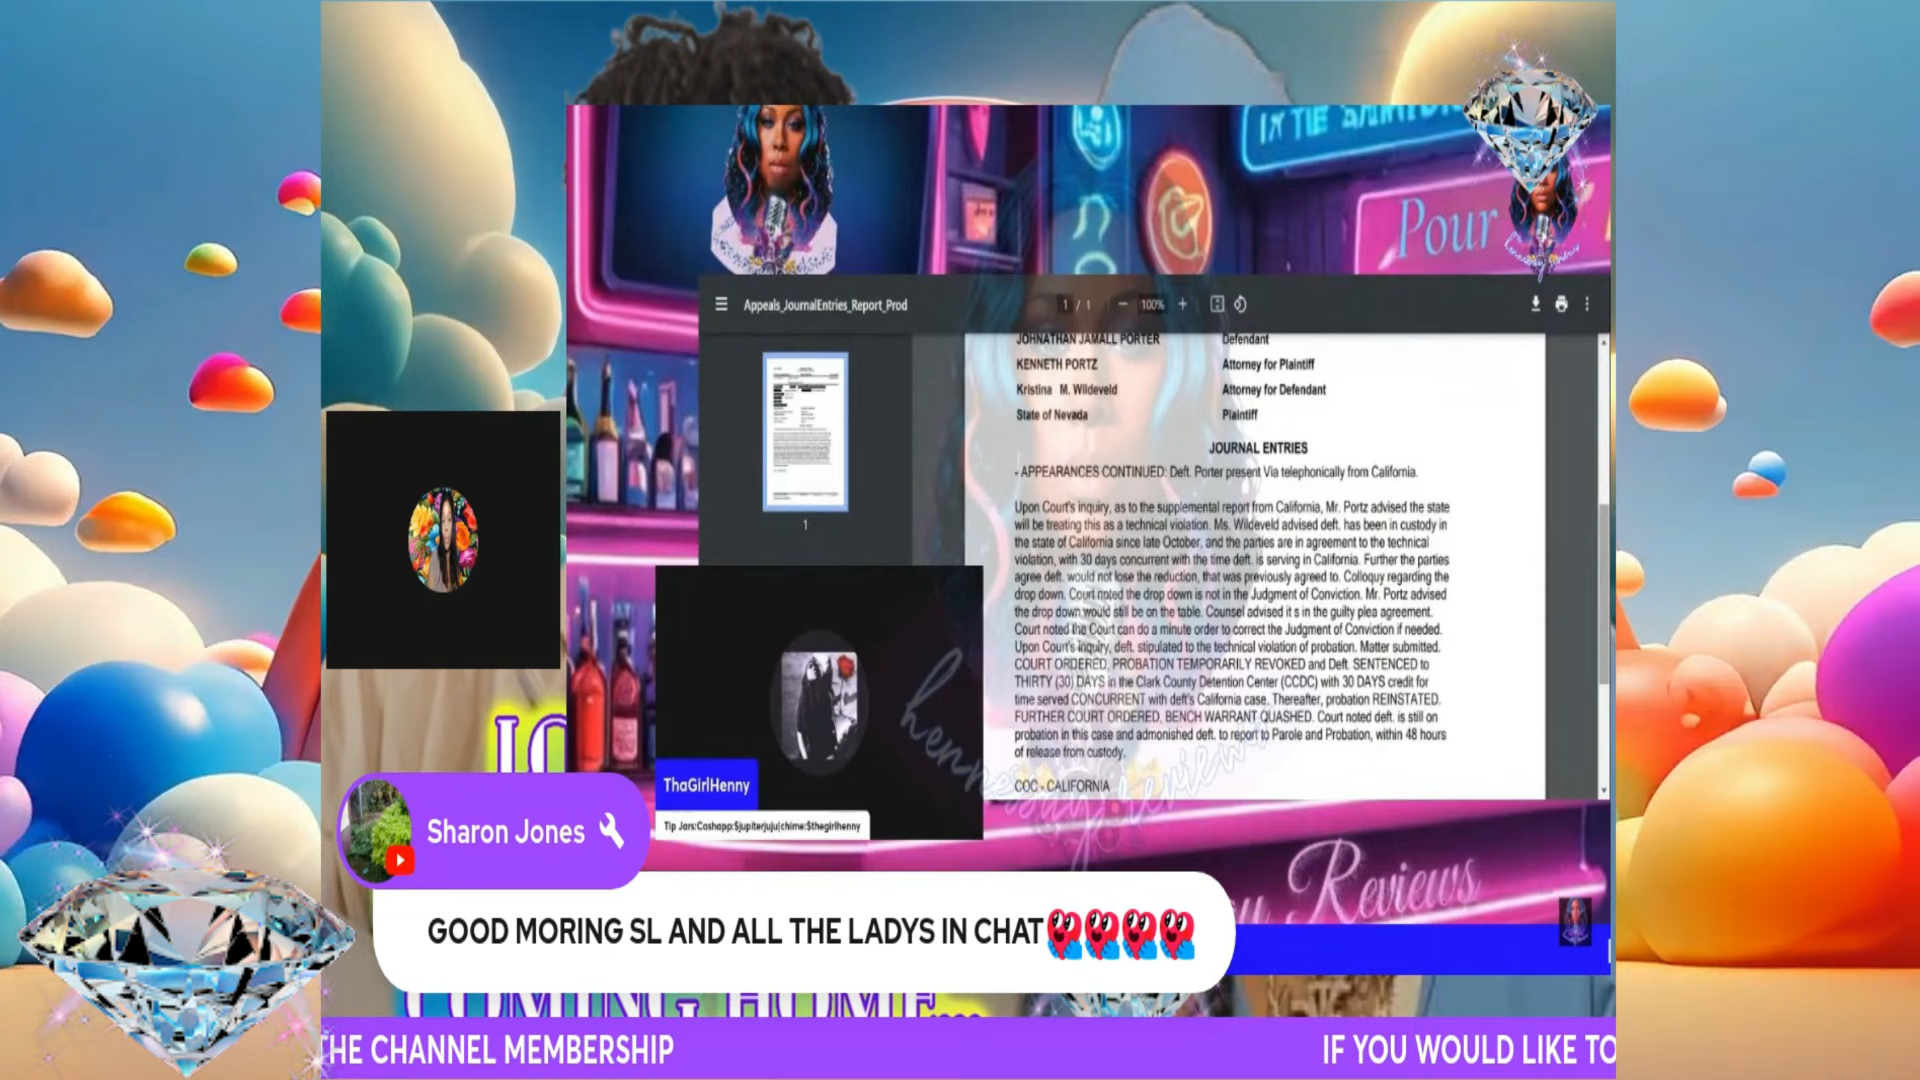 IN THE
Pour
Appeals_JournalEntries_Report_Prod
1 / 1
100%
JOHNATHAN JAMALL PORTER Defendant
KENNETH PORTZ Attorney for Plaintiff
Kristina M. Wildeveld Attorney for Defendant
State of Nevada Plaintiff
JOURNAL ENTRIES
- APPEARANCES CONTINUED: Deft. Porter present Via telephonically from California.
Upon Court's inquiry, as to the supplemental report from California, Mr. Portz advised the state
will be treating this as a technical violation. Ms. Wildeveld advised deft. has been in custody in
the state of California since late October, and the parties are in agreement to the technical
violation, with 30 days concurrent with the time deft. is serving in California. Further the parties
agree deft. would not lose the reduction, that was previously agreed to. Colloquy regarding the
drop down. Court noted the drop down is not in the Judgment of Conviction. Mr. Portz advised
the drop down would still be on the table. Counsel advised it s in the guilty plea agreement.
Court noted the Court can do a minute order to correct the Judgment of Conviction if needed.
Upon Court's inquiry, deft. stipulated to the technical violation of probation. Matter submitted.
COURT ORDERED, PROBATION TEMPORARILY REVOKED and Deft. SENTENCED to
THIRTY (30) DAYS in the Clark County Detention Center (CCDC) with 30 DAYS credit for
time served CONCURRENT with deft's California case. Thereafter, probation REINSTATED.
FURTHER COURT ORDERED, BENCH WARRANT QUASHED. Court noted deft. is still on
probation in this case and admonished deft. to report to Parole and Probation, within 48 hours
of release from custody.
COC - CALIFORNIA
1
hennessy reviews
ThaGirlHenny
Tip Jars:Cashapp:$jupiterjuju|chime:$thegirlhenny
Reviews
Sharon Jones
GOOD MORING SL AND ALL THE LADYS IN CHAT
COMING HOME....
THE CHANNEL MEMBERSHIP
IF YOU WOULD LIKE TO